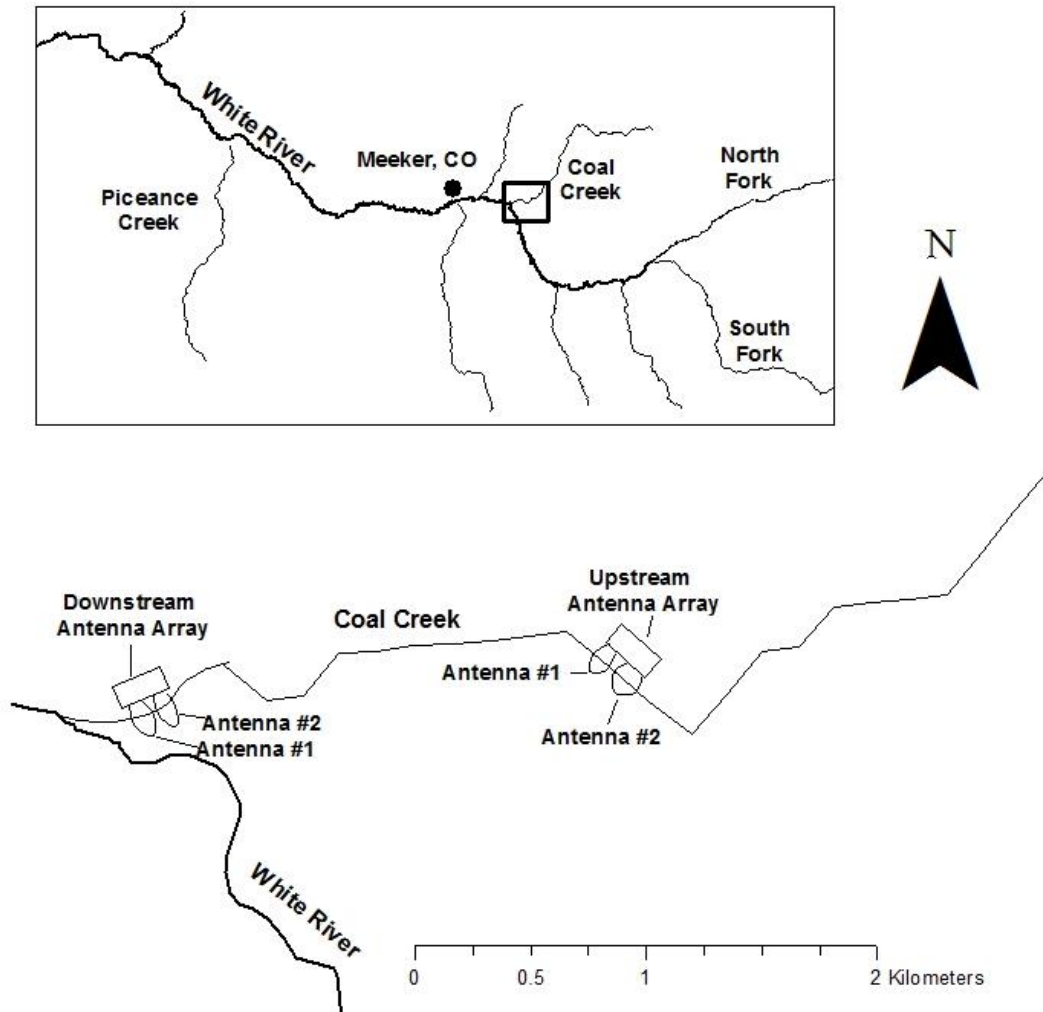 White River
Meeker, CO
Coal
Creek
North
Fork
Piceance
Creek
South
Fork
N
Downstream
Antenna Array
Coal Creek
Upstream
Antenna Array
Antenna #1
Antenna #2
Antenna #2
Antenna #1
White River
0 0.5 1 2 Kilometers